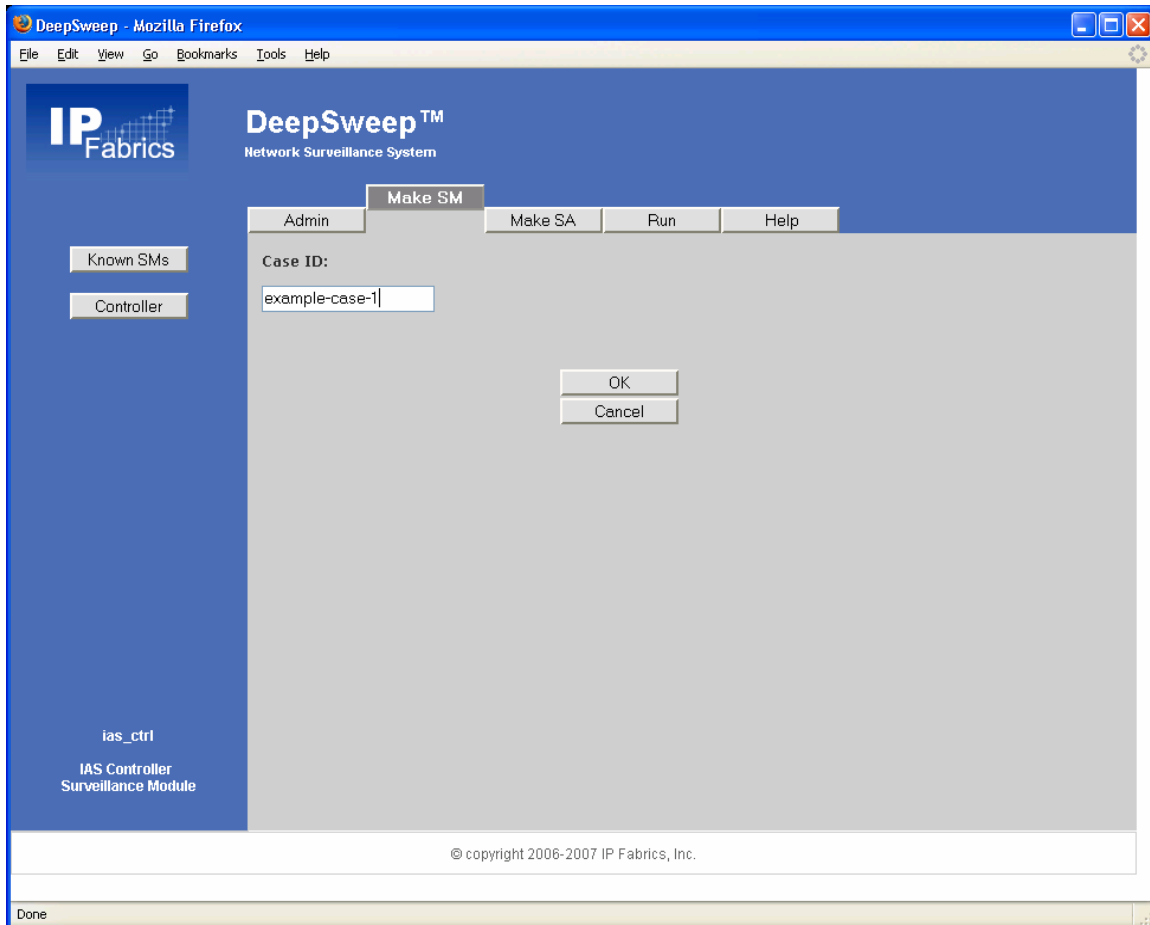 DeepSweep - Mozilla Firefox
File Edit View Go Bookmarks Tools Help
IP Fabrics
DeepSweep™
Network Surveillance System
Make SM
Admin
Make SA
Run
Help
Known SMs
Controller
Case ID:
example-case-1
OK
Cancel
ias_ctrl
IAS Controller
Surveillance Module
© copyright 2006-2007 IP Fabrics, Inc.
Done